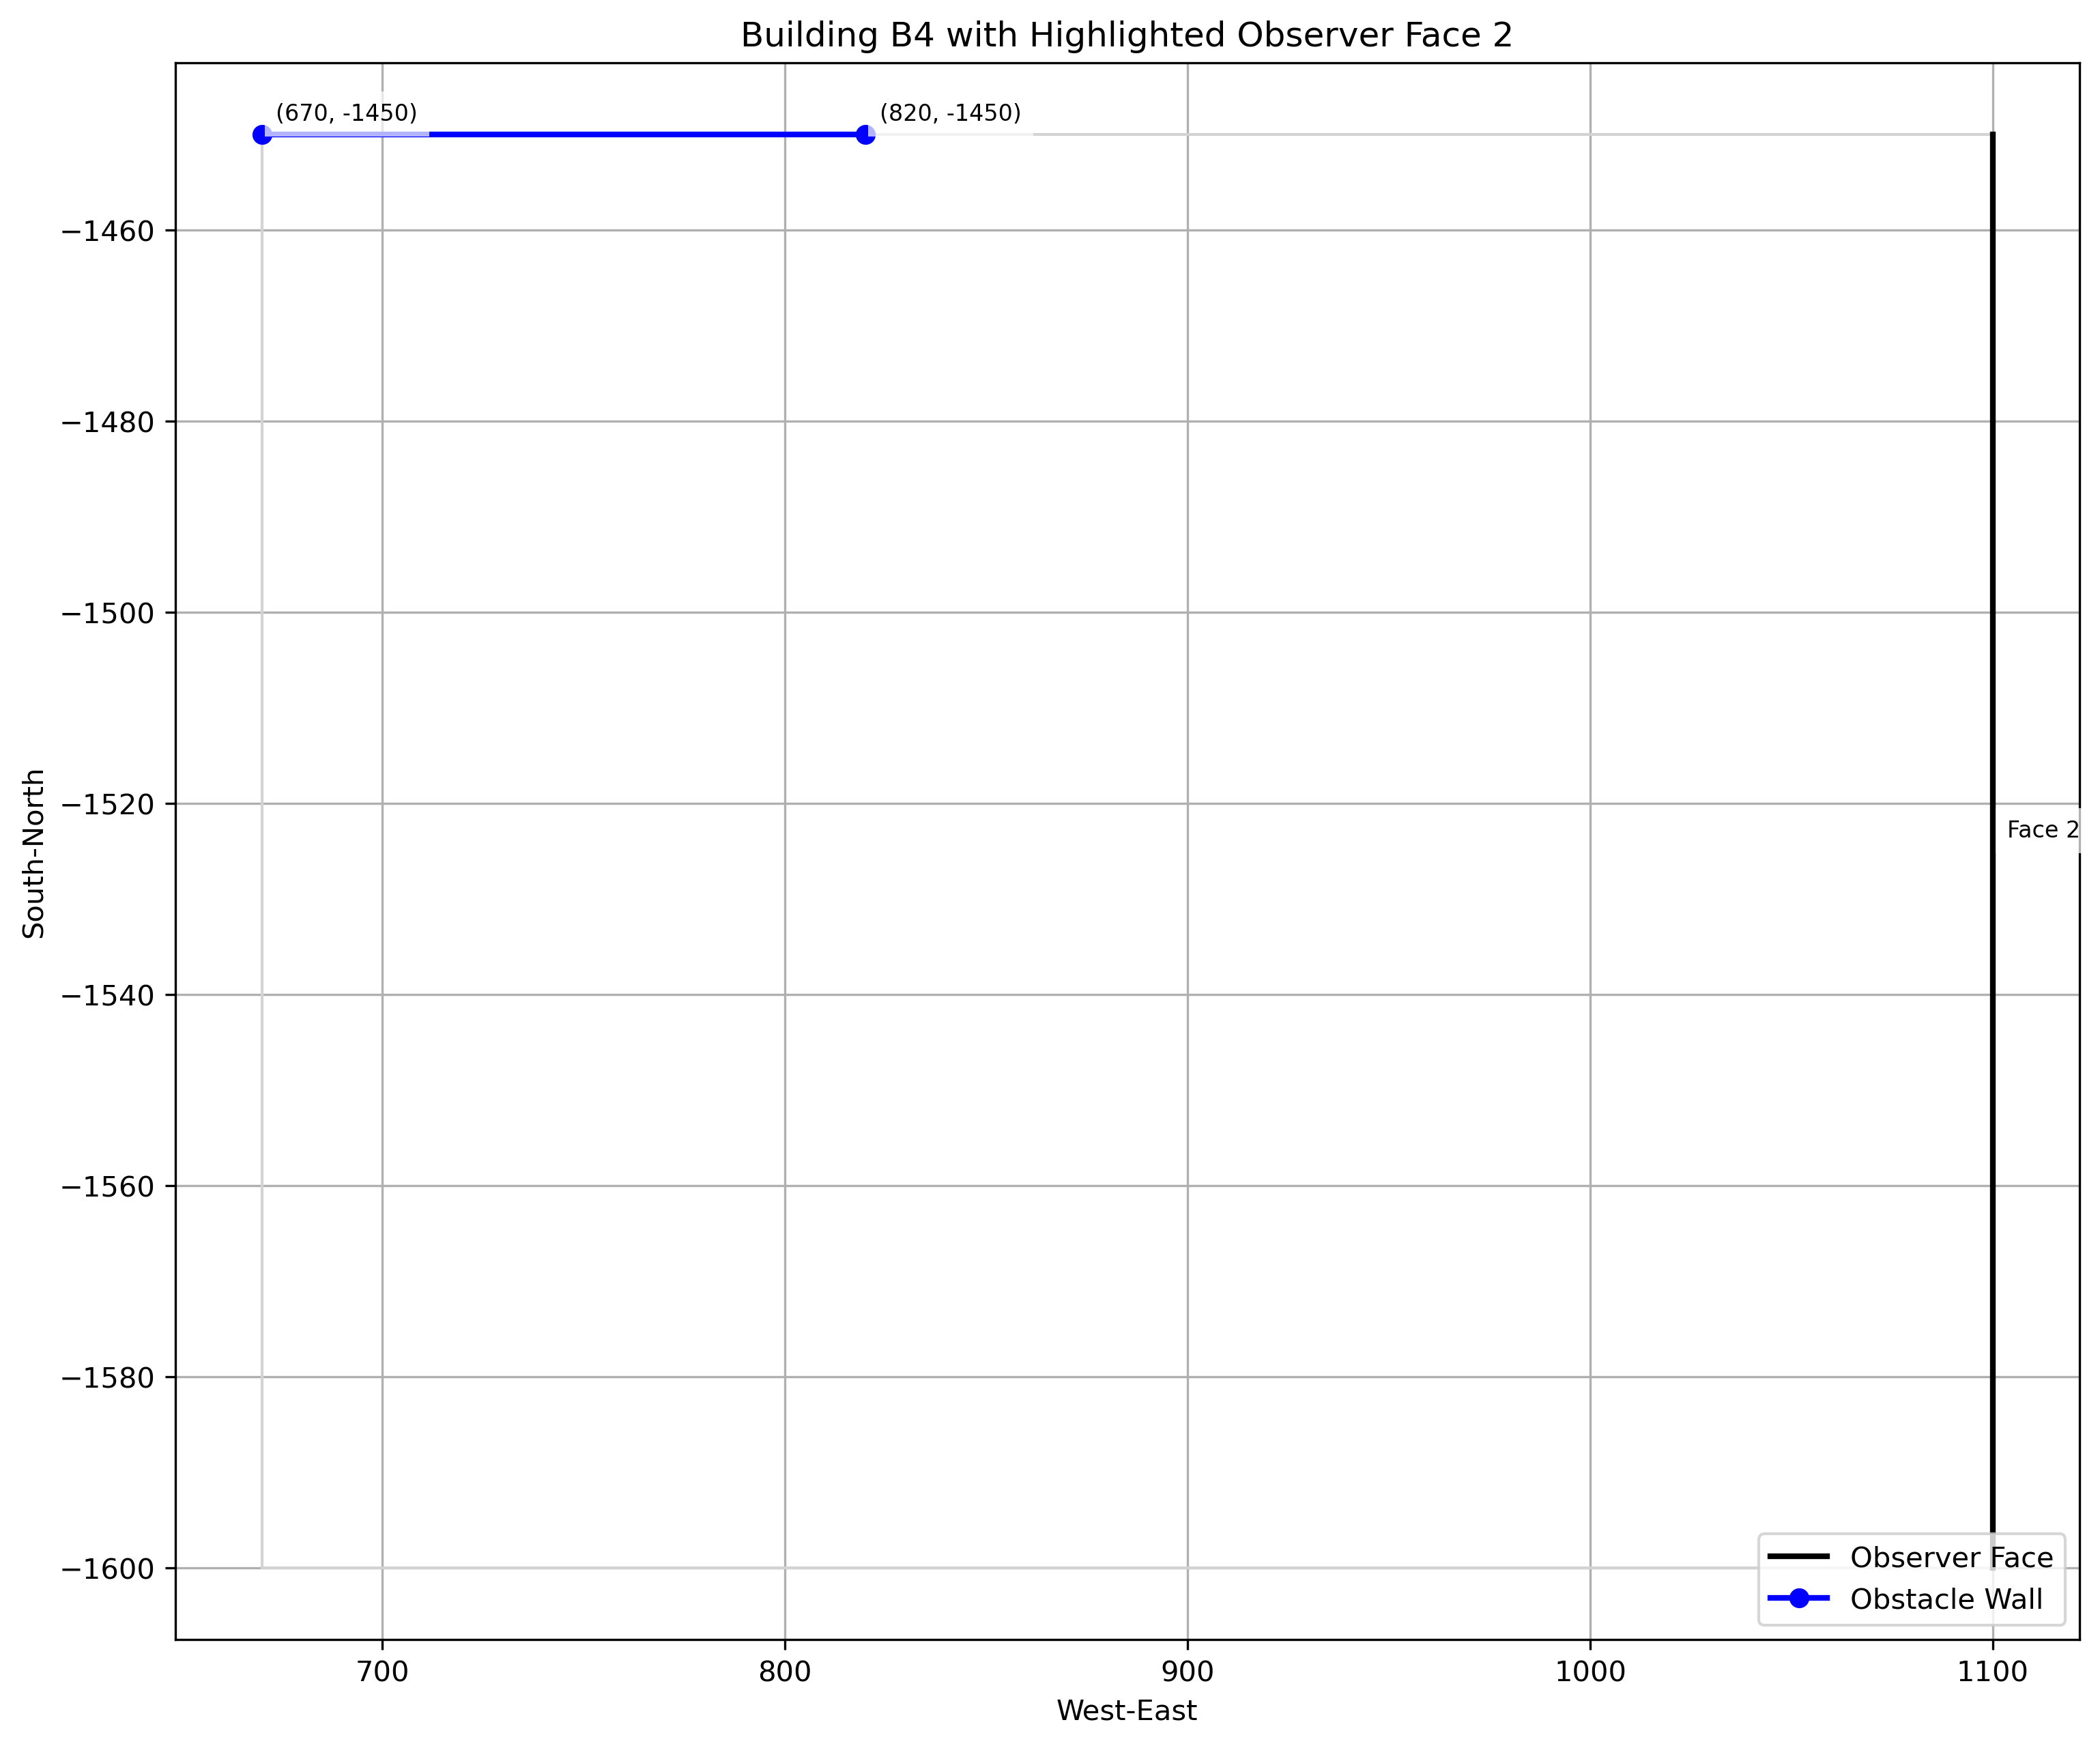 Building B4 with Highlighted Observer Face 2
(670, -1450)
(820, -1450)
−1460
−1480
−1500
−1520
Face 2
−1540
−1560
−1580
−1600
South-North
Observer Face
Obstacle Wall
700
800
900
1000
1100
West-East